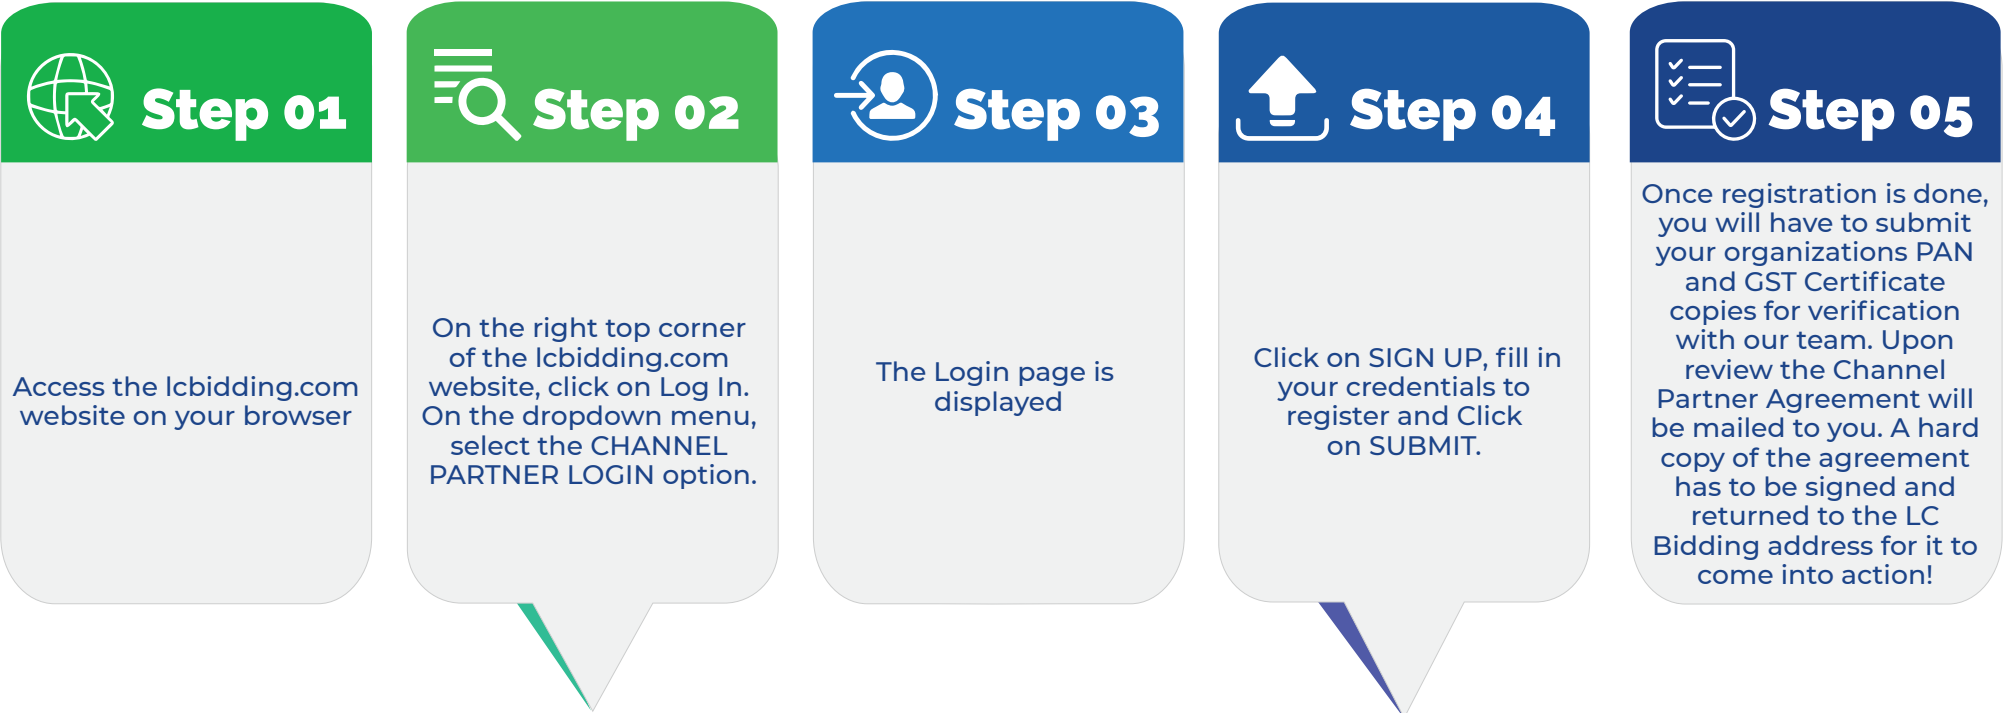 Step 01
Access the lcbidding.com
website on your browser
Step 02
On the right top corner
of the lcbidding.com
website, click on Log In.
On the dropdown menu,
select the CHANNEL
PARTNER LOGIN option.
Step 03
The Login page is
displayed
Step 04
Click on SIGN UP, fill in
your credentials to
register and Click
on SUBMIT.
Step 05
Once registration is done,
you will have to submit
your organizations PAN
and GST Certificate
copies for verification
with our team. Upon
review the Channel
Partner Agreement will
be mailed to you. A hard
copy of the agreement
has to be signed and
returned to the LC
Bidding address for it to
come into action!